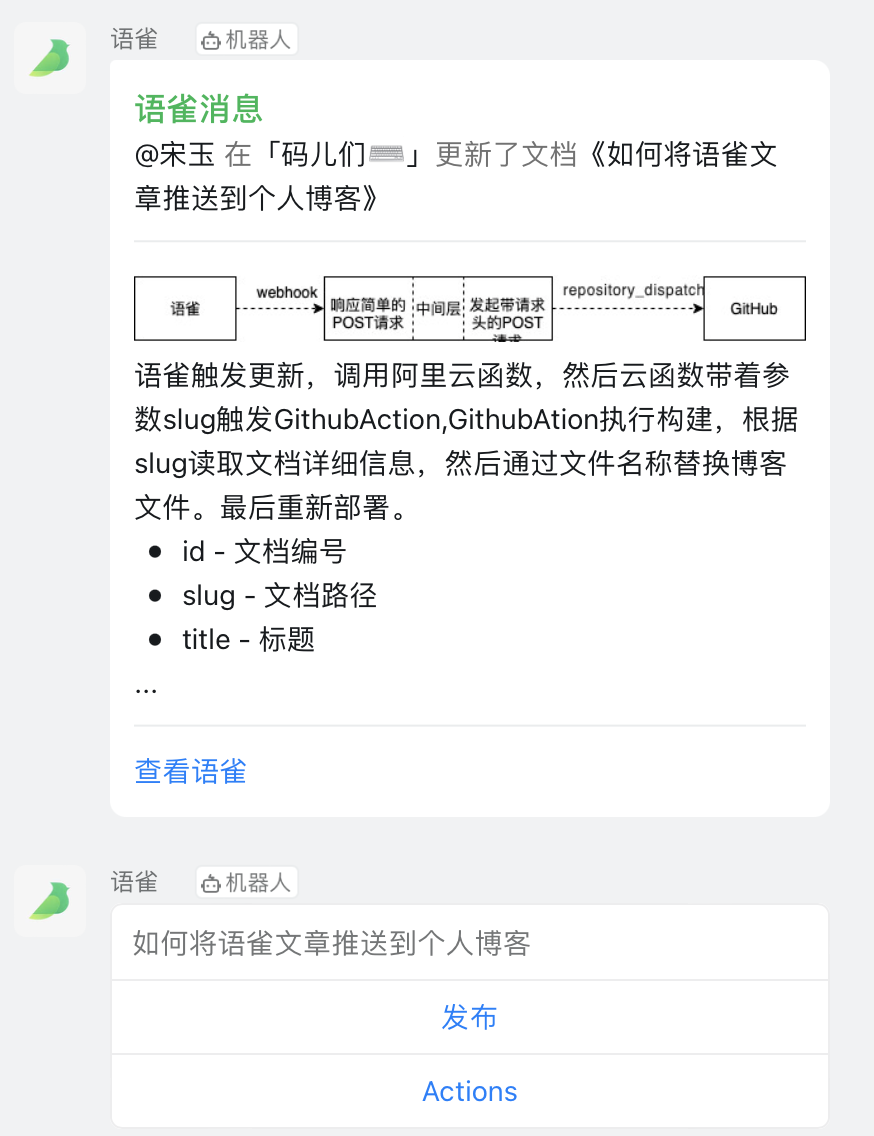 语雀 机器人
语雀消息
@宋玉 在「码儿们⌨️」更新了文档《如何将语雀文
章推送到个人博客》
语雀
webhook
响应简单的
POST请求
中间层
发起带请求
头的POST
请求
repository_dispatch
GitHub
语雀触发更新，调用阿里云函数，然后云函数带着参
数slug触发GithubAction,GithubAtion执行构建，根据
slug读取文档详细信息，然后通过文件名称替换博客
文件。最后重新部署。
● id - 文档编号
● slug - 文档路径
● title - 标题
...
查看语雀
语雀 机器人
如何将语雀文章推送到个人博客
发布
Actions